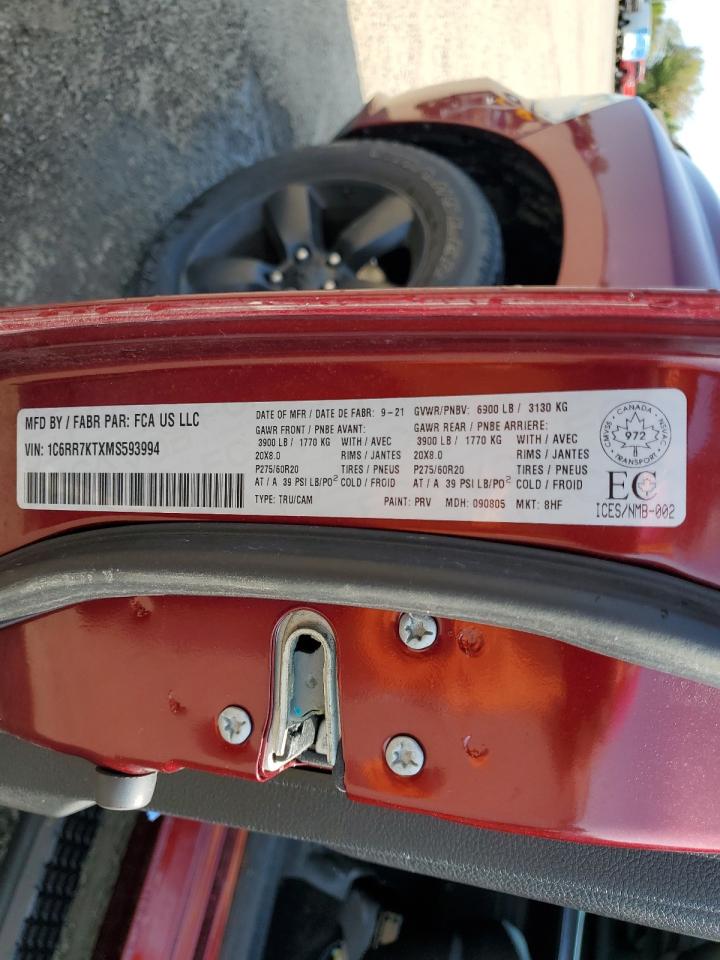 MFD BY / FABR PAR: FCA US LLC
VIN: 1C6RR7KTXMS593994
DATE OF MFR / DATE DE FABR: 9-21
GVWR/PNBV: 6900 LB / 3130 KG
GAWR FRONT / PNBE AVANT:
3900 LB / 1770 KG WITH / AVEC
20X8.0 RIMS / JANTES
P275/60R20 TIRES / PNEUS
AT / A 39 PSI LB/PO² COLD / FROID
GAWR REAR / PNBE ARRIERE:
3900 LB / 1770 KG WITH / AVEC
20X8.0 RIMS / JANTES
P275/60R20 TIRES / PNEUS
AT / A 39 PSI LB/PO² COLD / FROID
TYPE: TRU/CAM PAINT: PRV MDH: 090805 MKT: 8HF
CANADA
CMVSS 972 NSVAC
TRANSPORT
EC
ICES/NMB-002